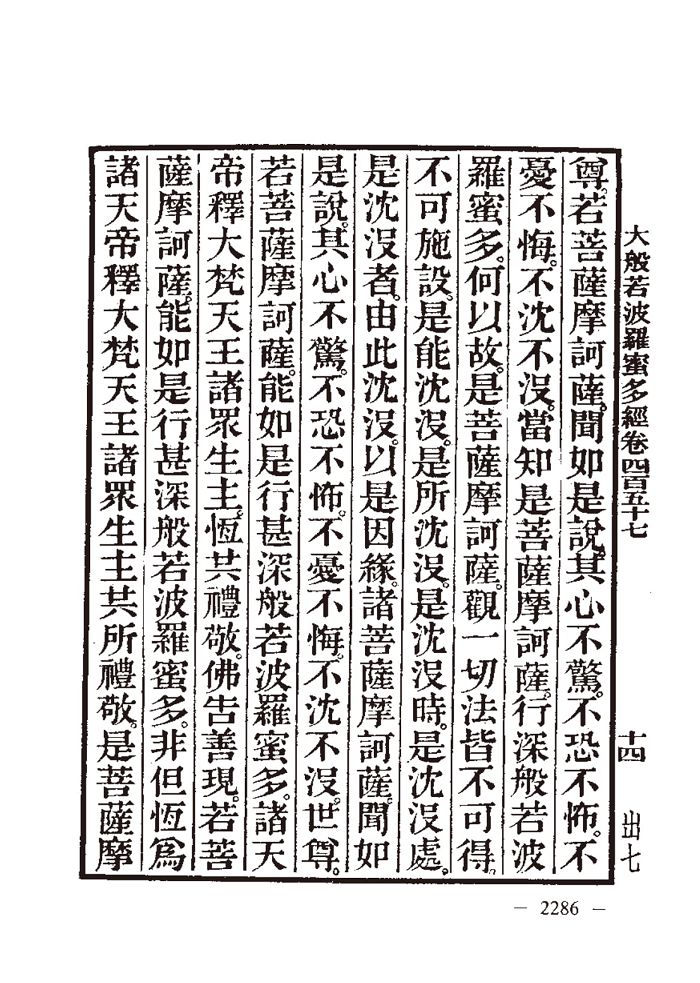 大般若波羅蜜多經卷四百五十七
十四
出七
尊。若菩薩摩訶薩。聞如是說。其心不驚。不恐不怖。不
憂不悔。不沈不沒。當知是菩薩摩訶薩。行深般若波
羅蜜多。何以故。是菩薩摩訶薩。觀一切法皆不可得。
不可施設。是能沈沒。是所沈沒。是沈沒時。是沈沒處。
是沈沒者。由此沈沒。以是因緣。諸菩薩摩訶薩。聞如
是說。其心不驚。不恐不怖。不憂不悔。不沈不沒。世尊。
若菩薩摩訶薩。能如是行甚深般若波羅蜜多。諸天
帝釋大梵天王諸眾生主。恆共禮敬。佛告善現。若菩
薩摩訶薩。能如是行甚深般若波羅蜜多。非但恆為
諸天帝釋大梵天王諸眾生主共所禮敬。是菩薩摩
— 2286 —